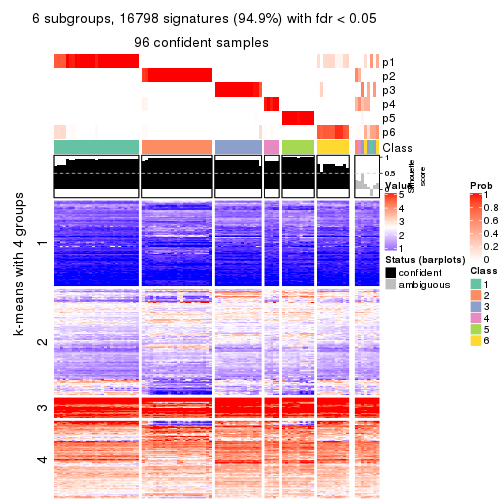 6 subgroups, 16798 signatures (94.9%) with fdr < 0.05
96 confident samples
p1
p2
p3
p4
p5
p6
Class
1
0.5
0
Silhouette
score
k-means with 4 groups
1
2
3
4
Value
5
4
3
2
1
Status (barplots)
confident
ambiguous
Prob
1
0.8
0.6
0.4
0.2
0
Class
1
2
3
4
5
6